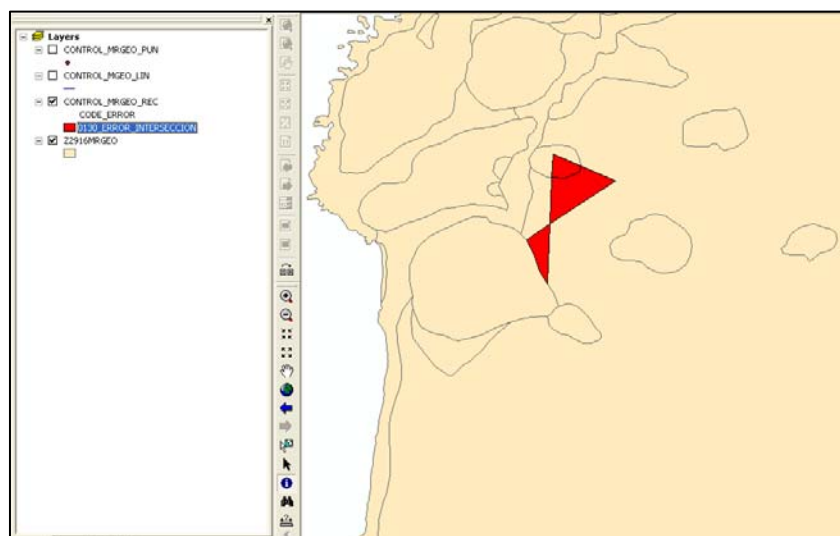 Layers
CONTROL_MRGEO_PUN
CONTROL_MGEO_LIN
CONTROL_MRGEO_REC
CODE_ERROR
0130_ERROR_INTERSECCION
Z2916MRGEO